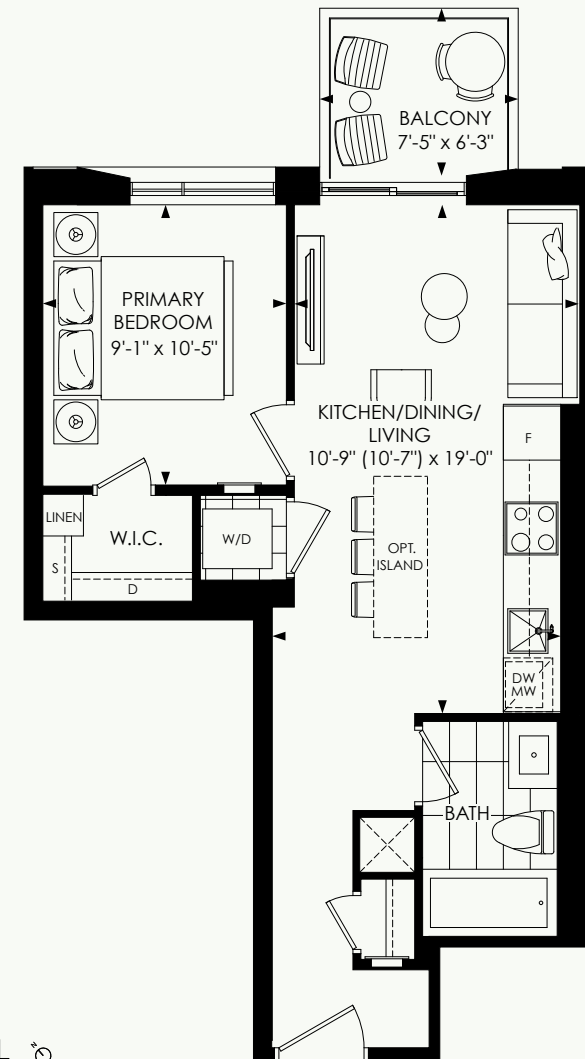 BALCONY
7'-5" x 6'-3"
PRIMARY
BEDROOM
9'-1" x 10'-5"
KITCHEN/DINING/
LIVING
10'-9" (10'-7") x 19'-0"
F
LINEN
W.I.C.
W/D
S
D
OPT.
ISLAND
DW
MW
BATH
N